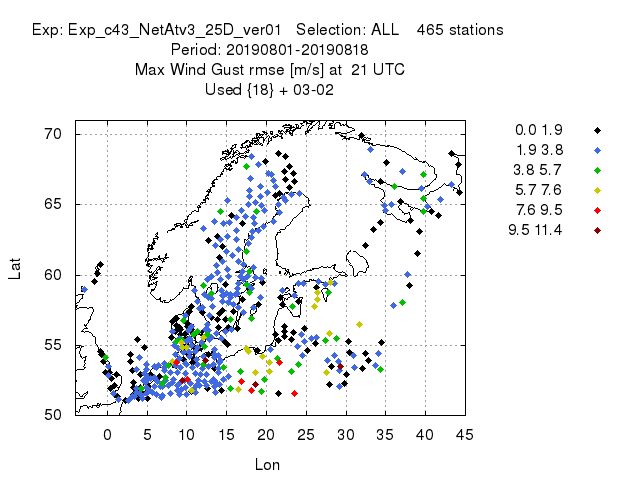 Exp: Exp_c43_NetAtv3_25D_ver01   Selection: ALL    465 stations
Period: 20190801-20190818
Max Wind Gust rmse [m/s] at  21 UTC
Used {18} + 03-02
0.0 1.9
1.9 3.8
3.8 5.7
5.7 7.6
7.6 9.5
9.5 11.4
70
65
60
55
50
Lat
0 5 10 15 20 25 30 35 40 45
Lon